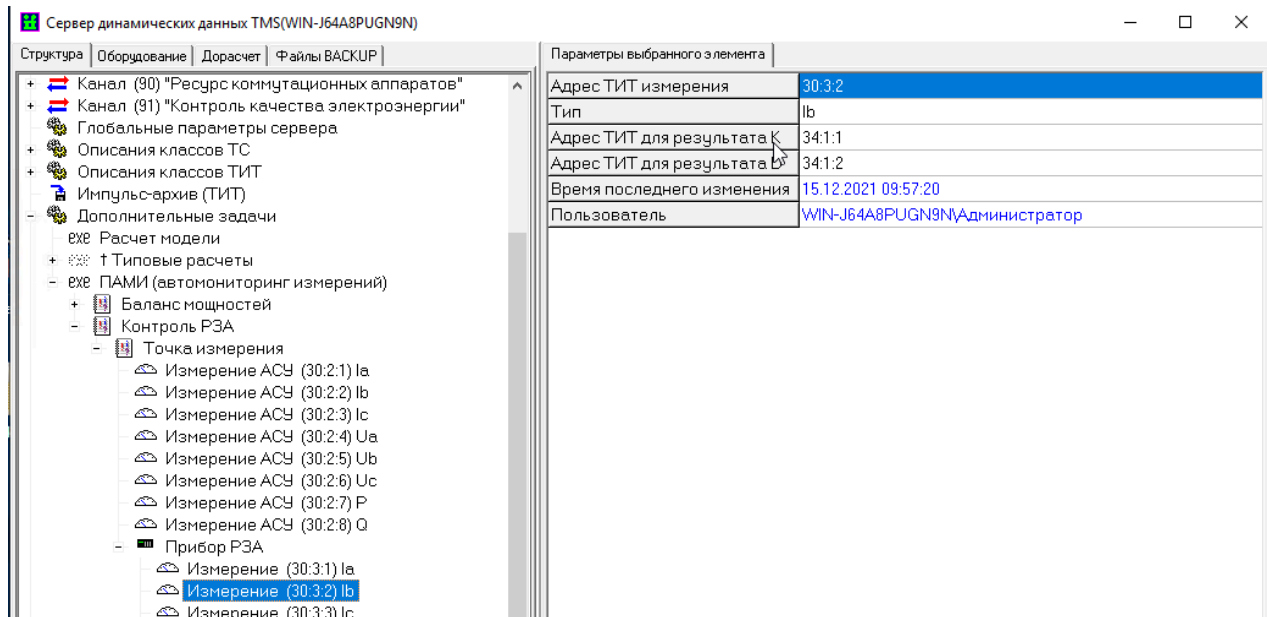 Сервер динамических данных TMS(WIN-J64A8PUGN9N)
Структура Оборудование Дорасчет Файлы BACKUP
Канал (90) "Ресурс коммутационных аппаратов"
Канал (91) "Контроль качества электроэнергии"
Глобальные параметры сервера
Описания классов ТС
Описания классов ТИТ
Импульс-архив (ТИТ)
Дополнительные задачи
exe Расчет модели
† Типовые расчеты
exe ПАМИ (автомониторинг измерений)
Баланс мощностей
Контроль РЗА
Точка измерения
Измерение АСУ (30:2:1) Ia
Измерение АСУ (30:2:2) Ib
Измерение АСУ (30:2:3) Ic
Измерение АСУ (30:2:4) Ua
Измерение АСУ (30:2:5) Ub
Измерение АСУ (30:2:6) Uc
Измерение АСУ (30:2:7) P
Измерение АСУ (30:2:8) Q
Прибор РЗА
Измерение (30:3:1) Ia
Измерение (30:3:2) Ib
Измерение (30:3:3) Ic
Параметры выбранного элемента
Адрес ТИТ измерения 30:3:2
Тип Ib
Адрес ТИТ для результата K 34:1:1
Адрес ТИТ для результата 34:1:2
Время последнего изменения 15.12.2021 09:57:20
Пользователь WIN-J64A8PUGN9N\Администратор